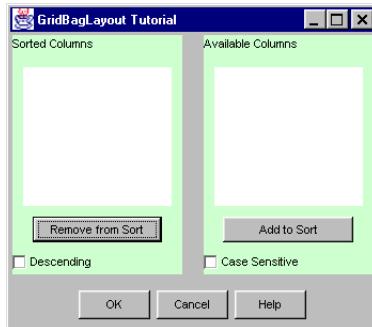 GridBagLayout Tutorial
Sorted Columns
Available Columns
Remove from Sort
Add to Sort
Descending
Case Sensitive
OK
Cancel
Help